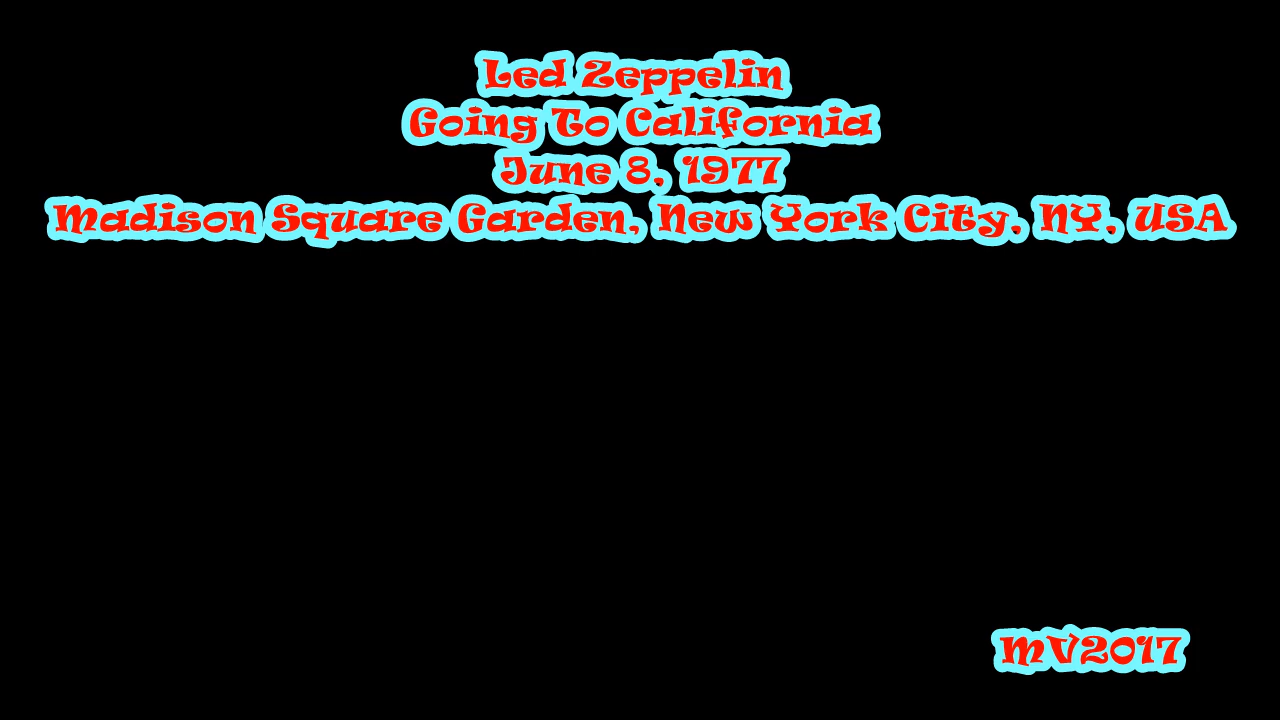 Led Zeppelin
Going To California
June 8, 1977
Madison Square Garden, New York City, NY, USA
MV2017